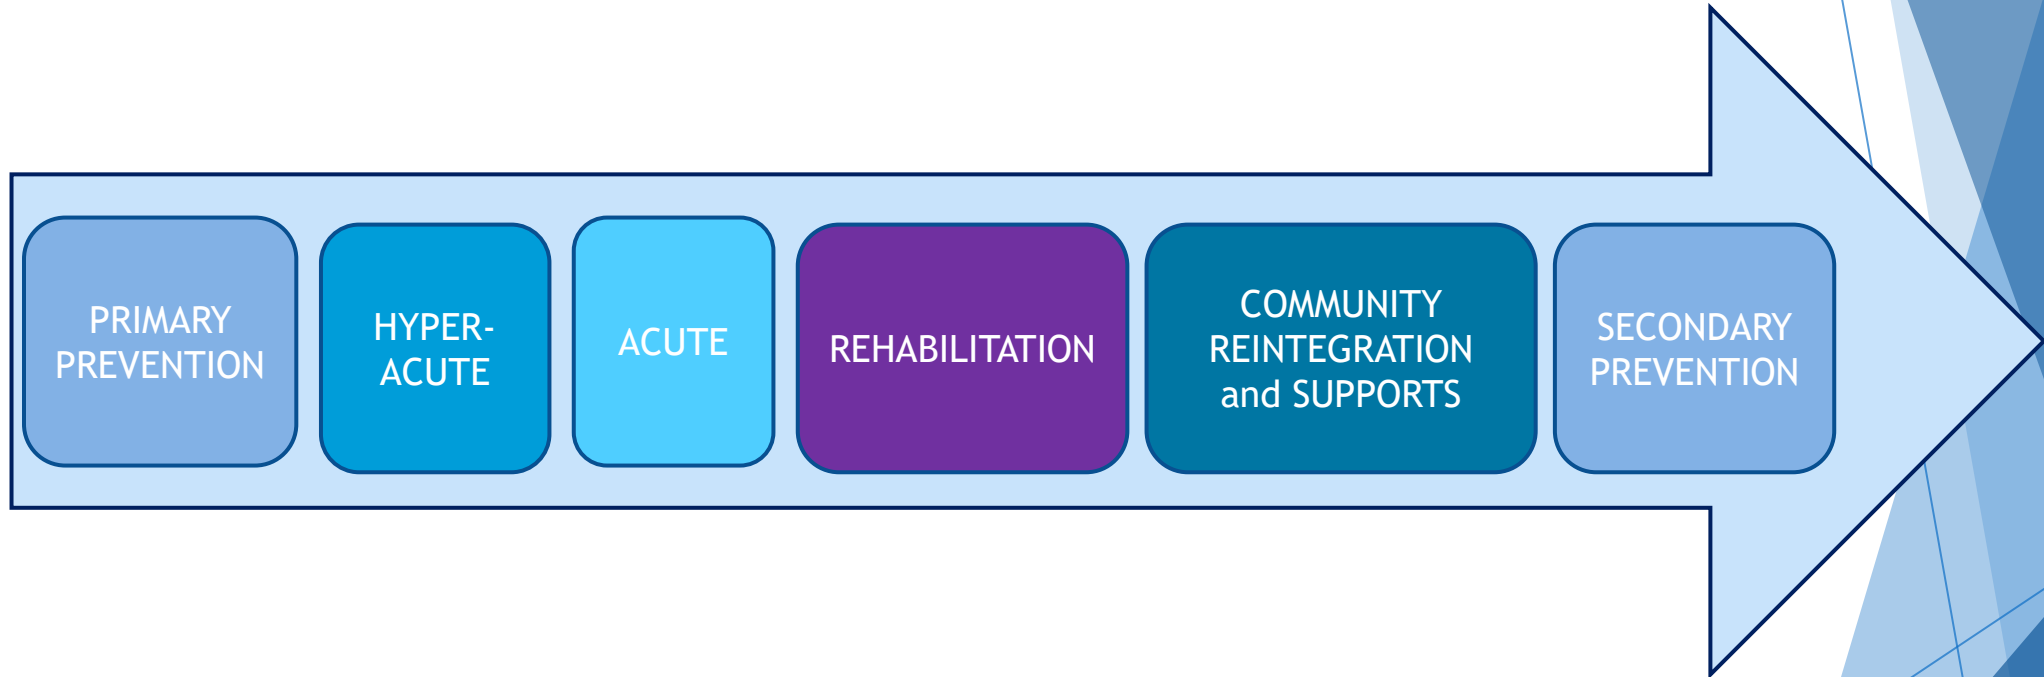 PRIMARY
PREVENTION
HYPER-
ACUTE
ACUTE
REHABILITATION
COMMUNITY
REINTEGRATION
and SUPPORTS
SECONDARY
PREVENTION